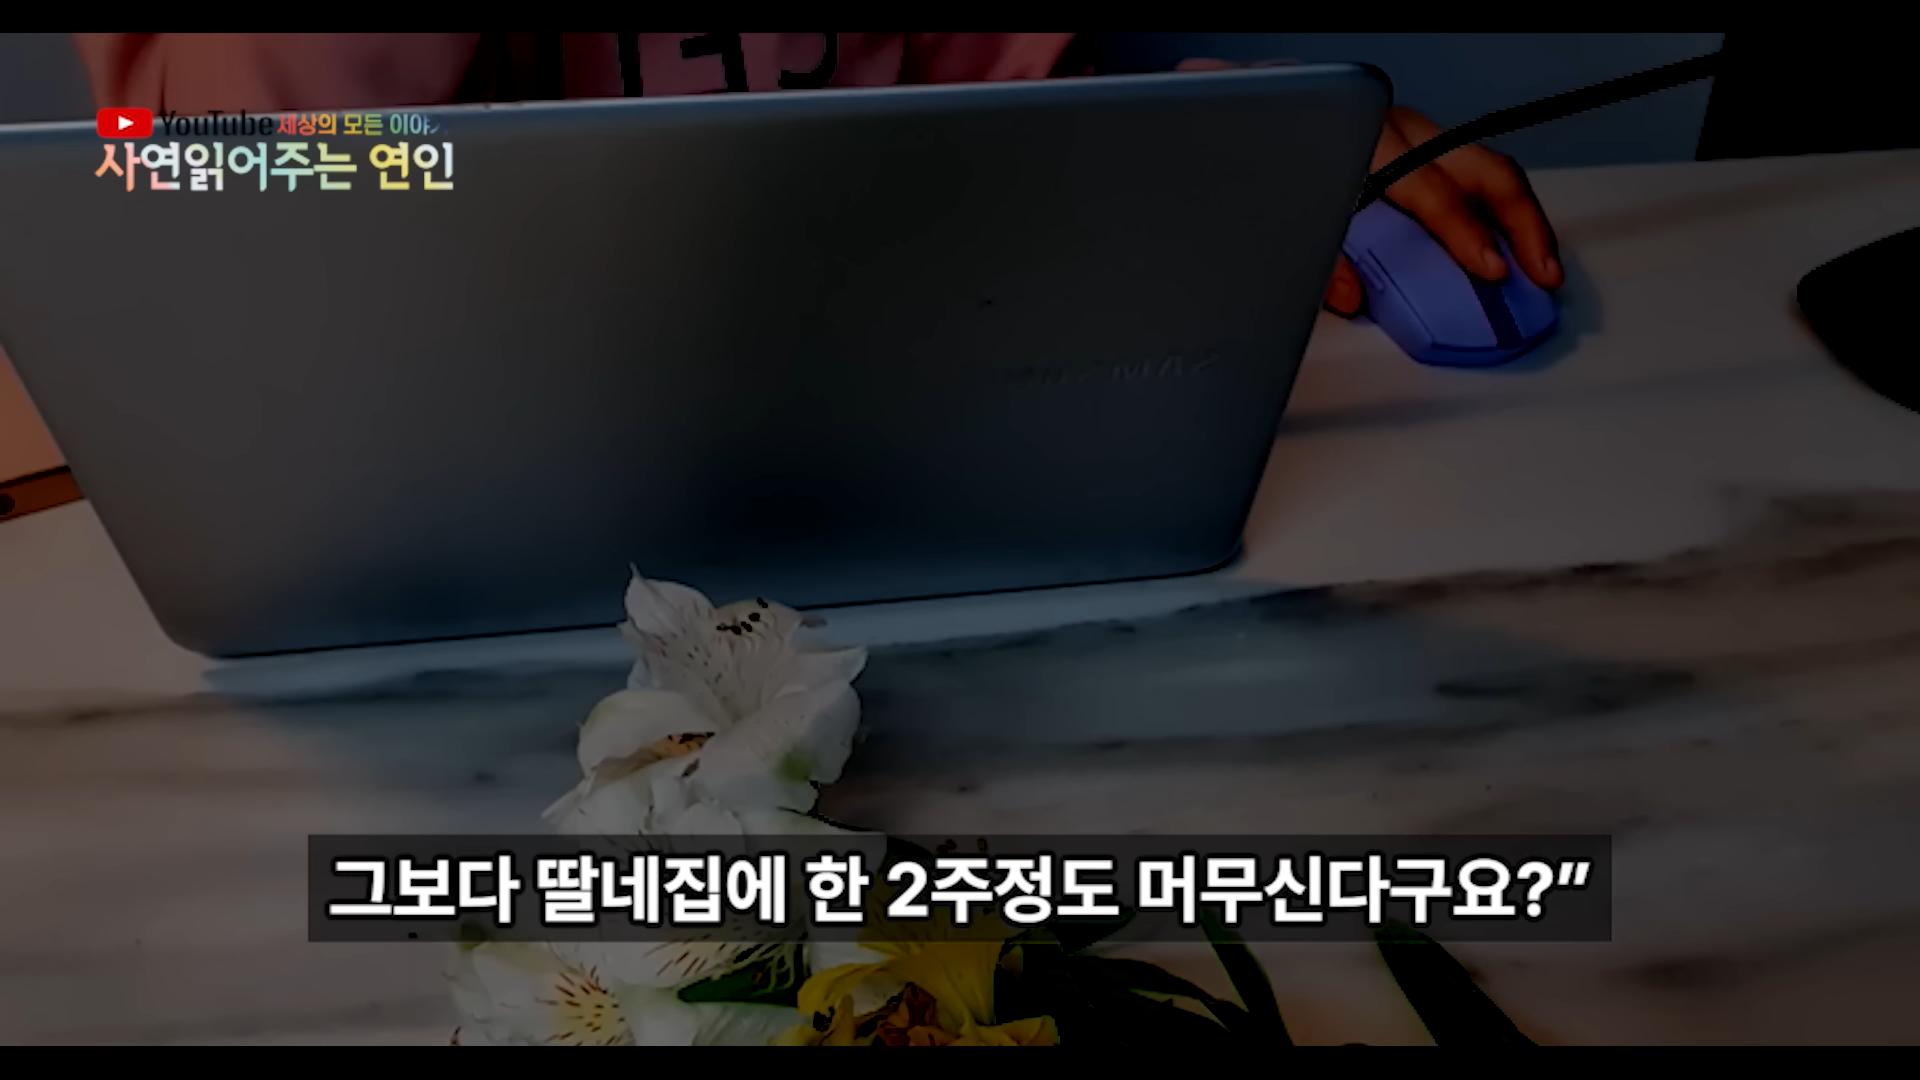 YouTube 세상의 모든 이야기
사연읽어주는 연인
그보다 딸네집에 한 2주정도 머무신다구요?”